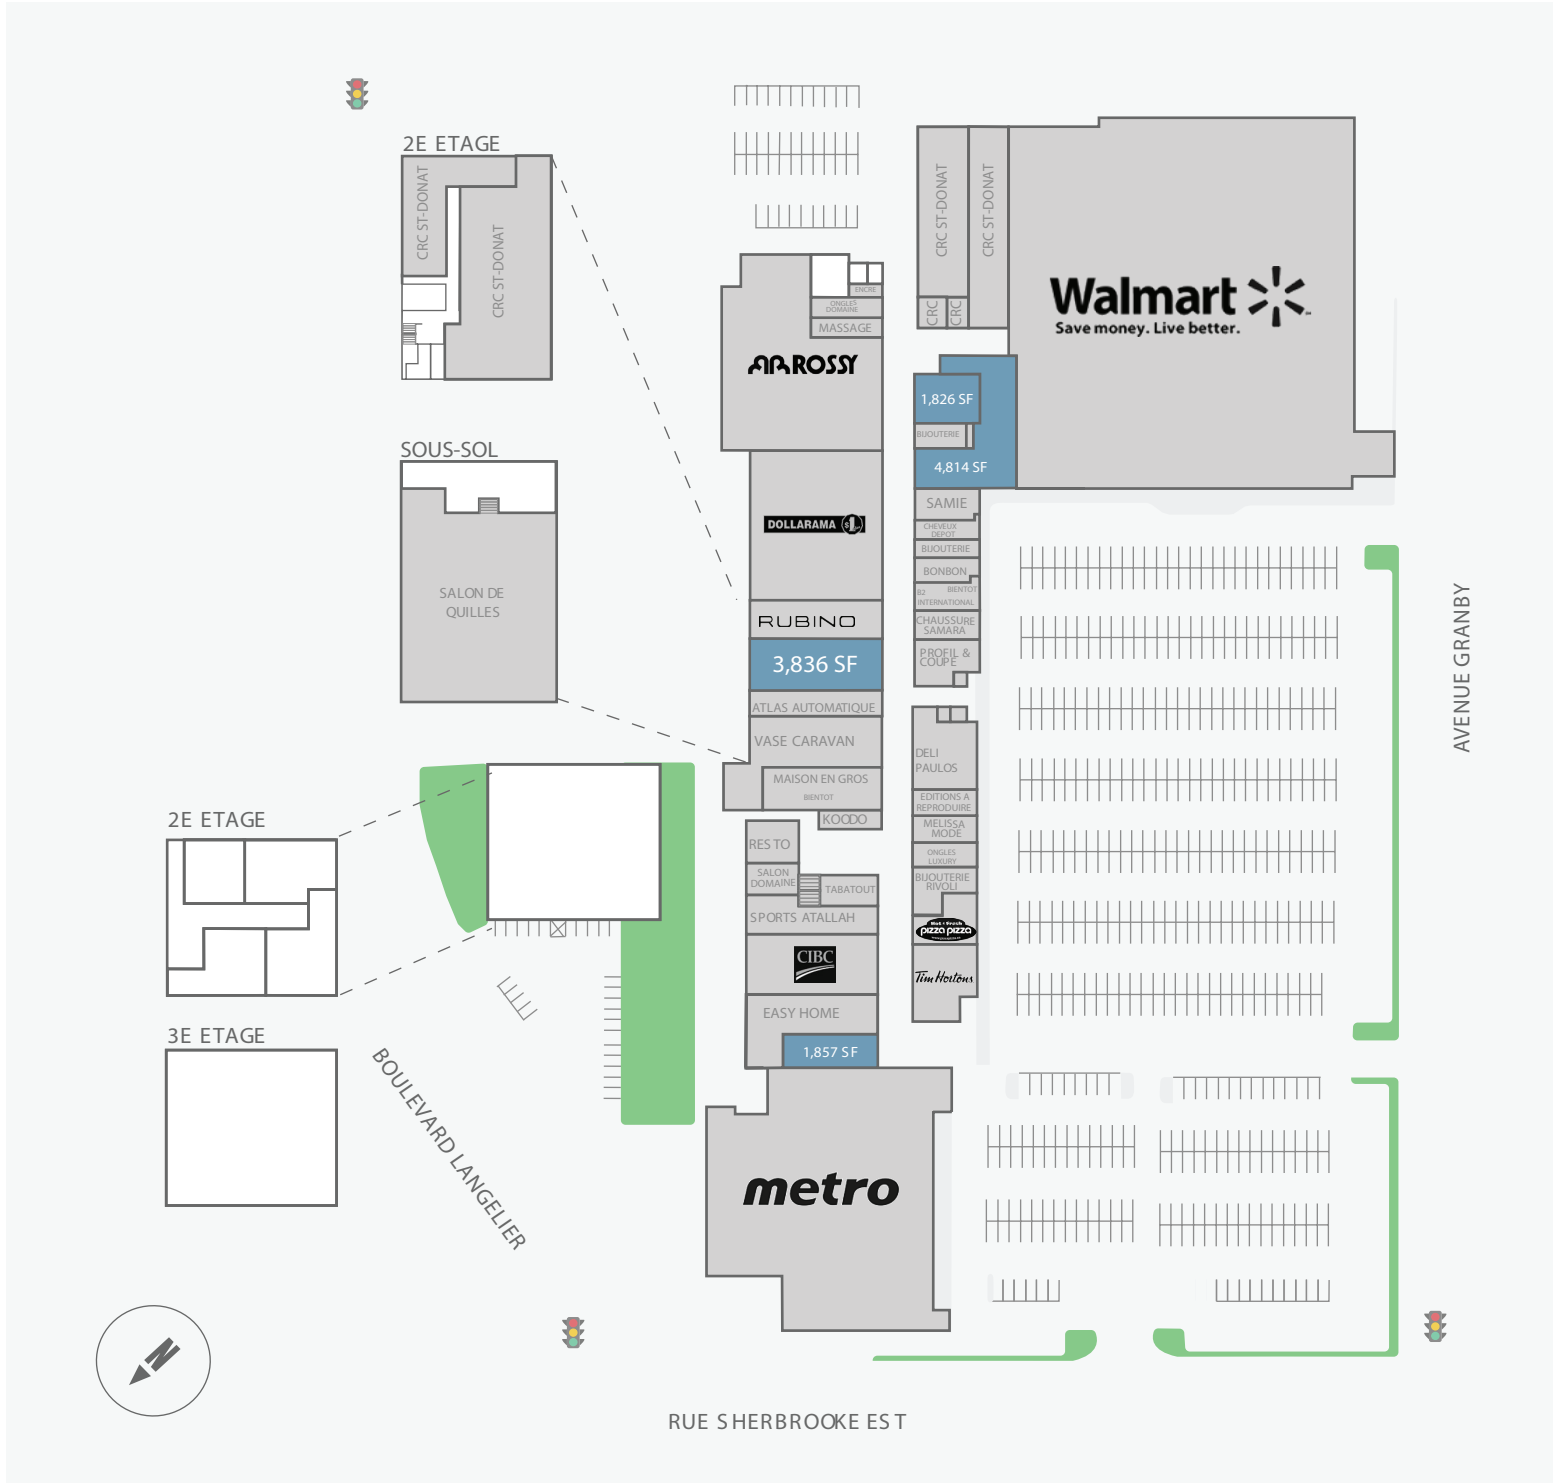 2E ETAGE
CRC ST-DONAT
CRC ST-DONAT
SOUS-SOL
SALON DE
QUILLES
2E ETAGE
3E ETAGE
BOULEVARD LANGELIER
N
ENCRE
ONGLES
DOMAINE
MASSAGE
ROSSY
DOLLARAMA $1
RUBINO
3,836 SF
ATLAS AUTOMATIQUE
VASE CARAVAN
MAISON EN GROS
BIENTOT
KOODO
RESTO
SALON
DOMAINE
TABATOUT
SPORTS ATALLAH
CIBC
EASY HOME
1,857 SF
metro
CRC ST-DONAT
CRC ST-DONAT
CRC
CRC
Walmart
Save money. Live better.
1,826 SF
BIJOUTERIE
4,814 SF
SAMIE
CHEVEUX
DEPOT
BIJOUTERIE
BONBON
B2 BIENTOT
INTERNATIONAL
CHAUSSURE
SAMARA
PROFIL &
COUPE
DELI
PAULOS
EDITIONS A
REPRODUIRE
MELISSA
MODE
ONGLES
LUXURY
BIJOUTERIE
RIVOLI
pizza pizza
Tim Hortons
AVENUE GRANBY
RUE SHERBROOKE EST